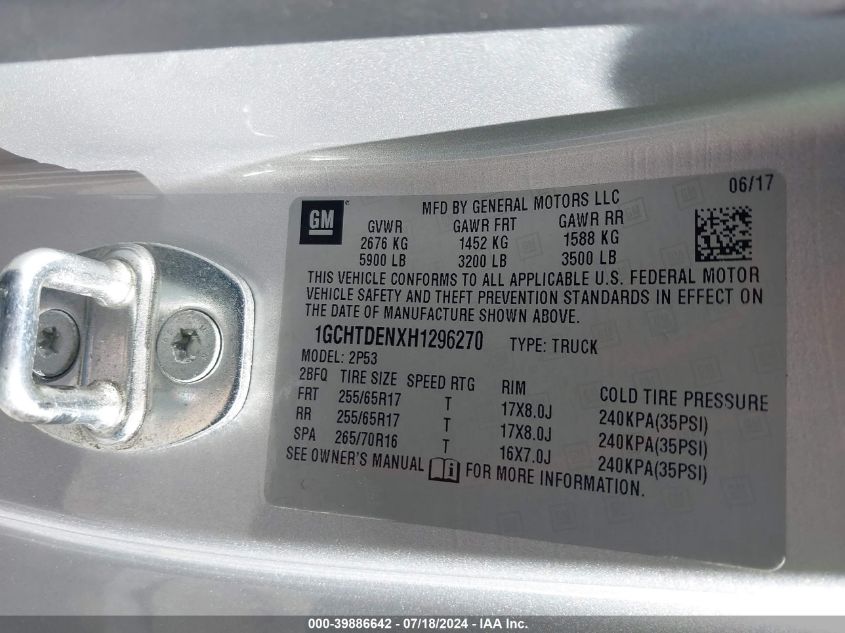 06/17
GM
MFD BY GENERAL MOTORS LLC
GVWR GAWR FRT GAWR RR
2676 KG 1452 KG 1588 KG
5900 LB 3200 LB 3500 LB
THIS VEHICLE CONFORMS TO ALL APPLICABLE U.S. FEDERAL MOTOR
VEHICLE SAFETY AND THEFT PREVENTION STANDARDS IN EFFECT ON
THE DATE OF MANUFACTURE SHOWN ABOVE.
1GCHTDENXH1296270 TYPE: TRUCK
MODEL: 2P53
2BFQ TIRE SIZE SPEED RTG RIM COLD TIRE PRESSURE
FRT 255/65R17 T 17X8.0J 240KPA(35PSI)
RR 255/65R17 T 17X8.0J 240KPA(35PSI)
SPA 265/70R16 T 16X7.0J 240KPA(35PSI)
SEE OWNER'S MANUAL i FOR MORE INFORMATION.
000-39886642 - 07/18/2024 - IAA Inc.